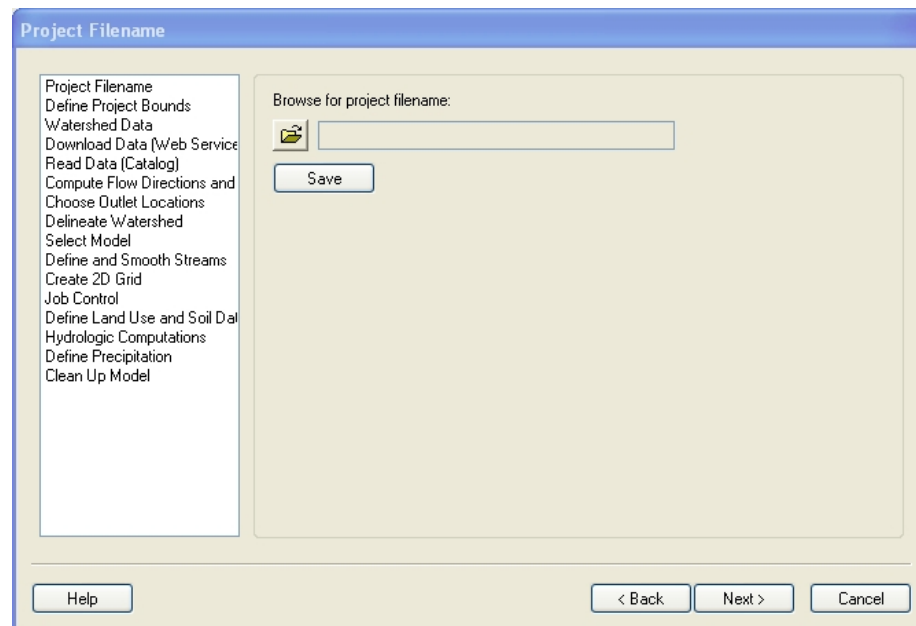 Project Filename
Project Filename
Define Project Bounds
Watershed Data
Download Data (Web Service
Read Data (Catalog)
Compute Flow Directions and
Choose Outlet Locations
Delineate Watershed
Select Model
Define and Smooth Streams
Create 2D Grid
Job Control
Define Land Use and Soil Dat
Hydrologic Computations
Define Precipitation
Clean Up Model
Browse for project filename:
Save
Help
< Back
Next >
Cancel